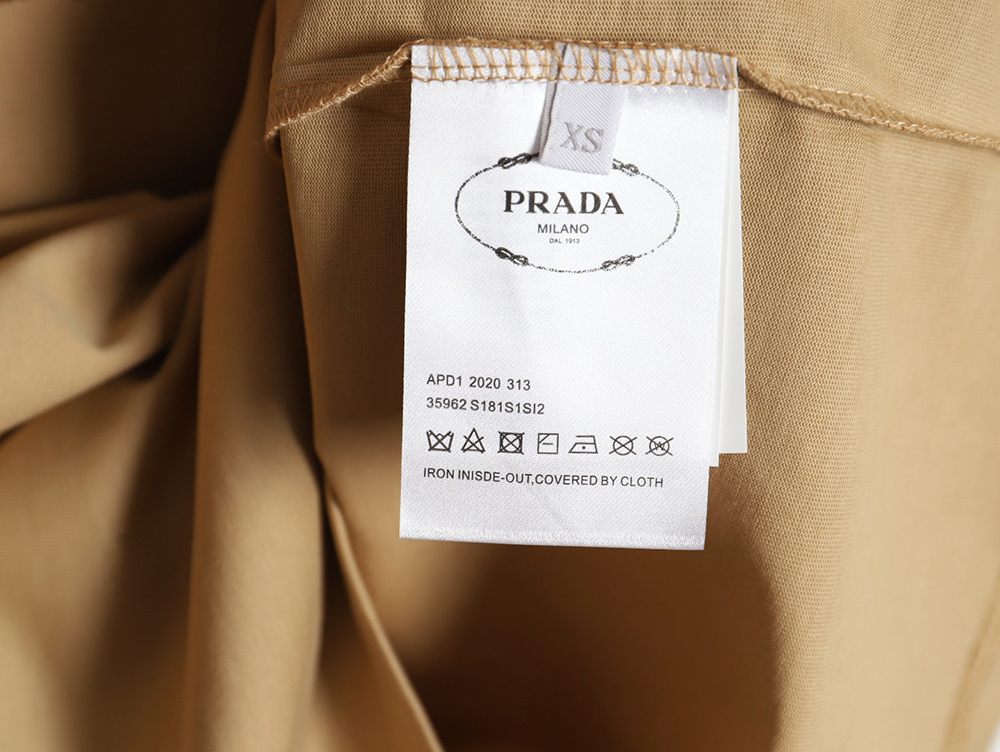 XS
PRADA
MILANO
DAL 1913
APD1 2020 313
35962 S181S1SI2
IRON INISDE-OUT,COVERED BY CLOTH